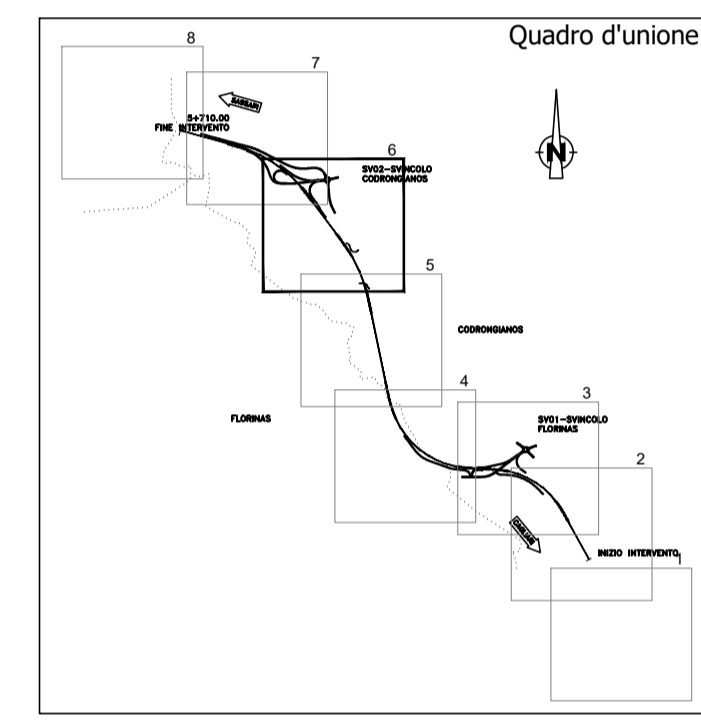 Quadro d'unione
8
7
SASSARI
5+710.00
FINE INTERVENTO
N
6
SV02-SVINCOLO
CODRONGIANOS
5
CODRONGIANOS
4
3
FLORINAS
SV01-SVINCOLO
FLORINAS
2
CAGLIARI
INIZIO INTERVENTO
1